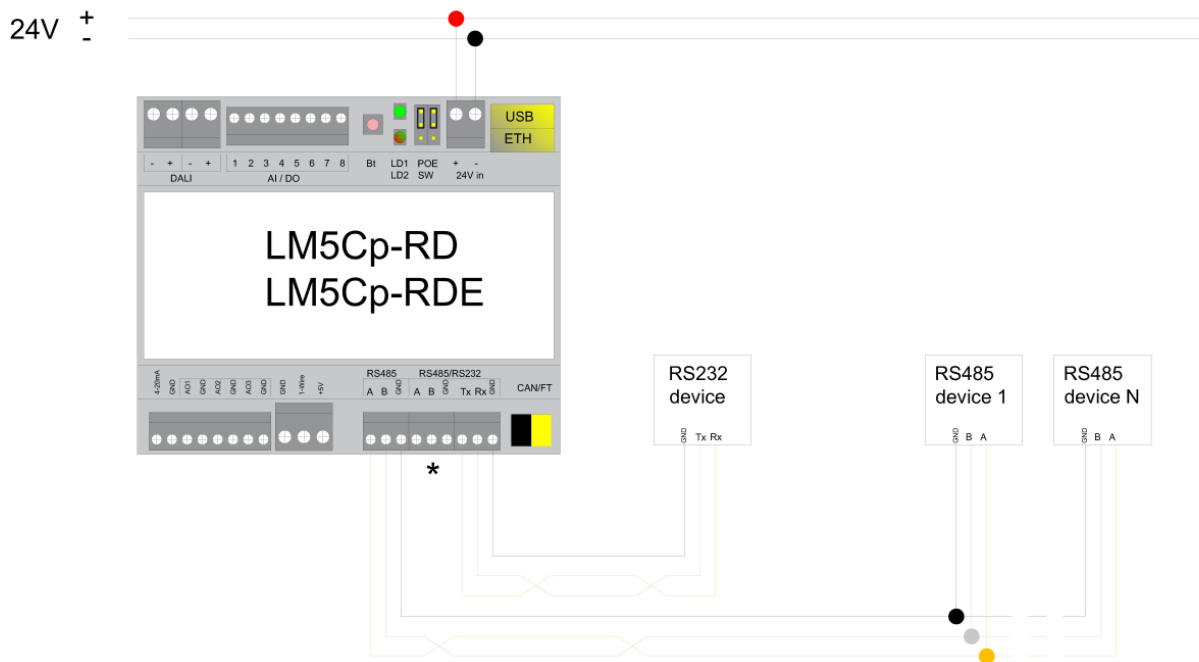 24V + -
USB
ETH
- + - +
DALI
1 2 3 4 5 6 7 8
AI / DO
Bt
LD1
LD2
POE
SW
+ -
24V in
LM5Cp-RD
LM5Cp-RDE
4-20mA GND AO1 GND AO2 GND AO3 GND
GND 1-Wire +5V
RS485
A B GND
RS485/RS232
A B GND Tx Rx GND
CAN/FT
*
RS232
device
GND Tx Rx
RS485
device 1
GND B A
RS485
device N
GND B A